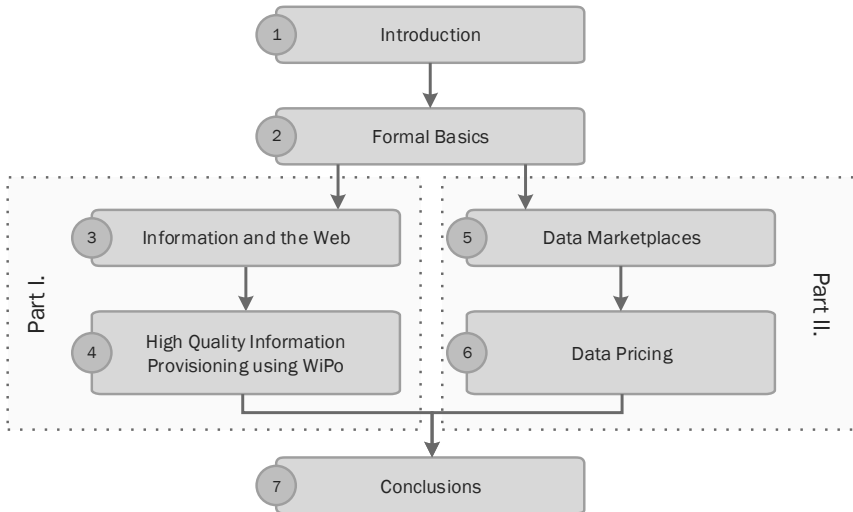 1
Introduction
2
Formal Basics
Part I.
3
Information and the Web
4
High Quality Information
Provisioning using WiPo
5
Data Marketplaces
6
Data Pricing
Part II.
7
Conclusions